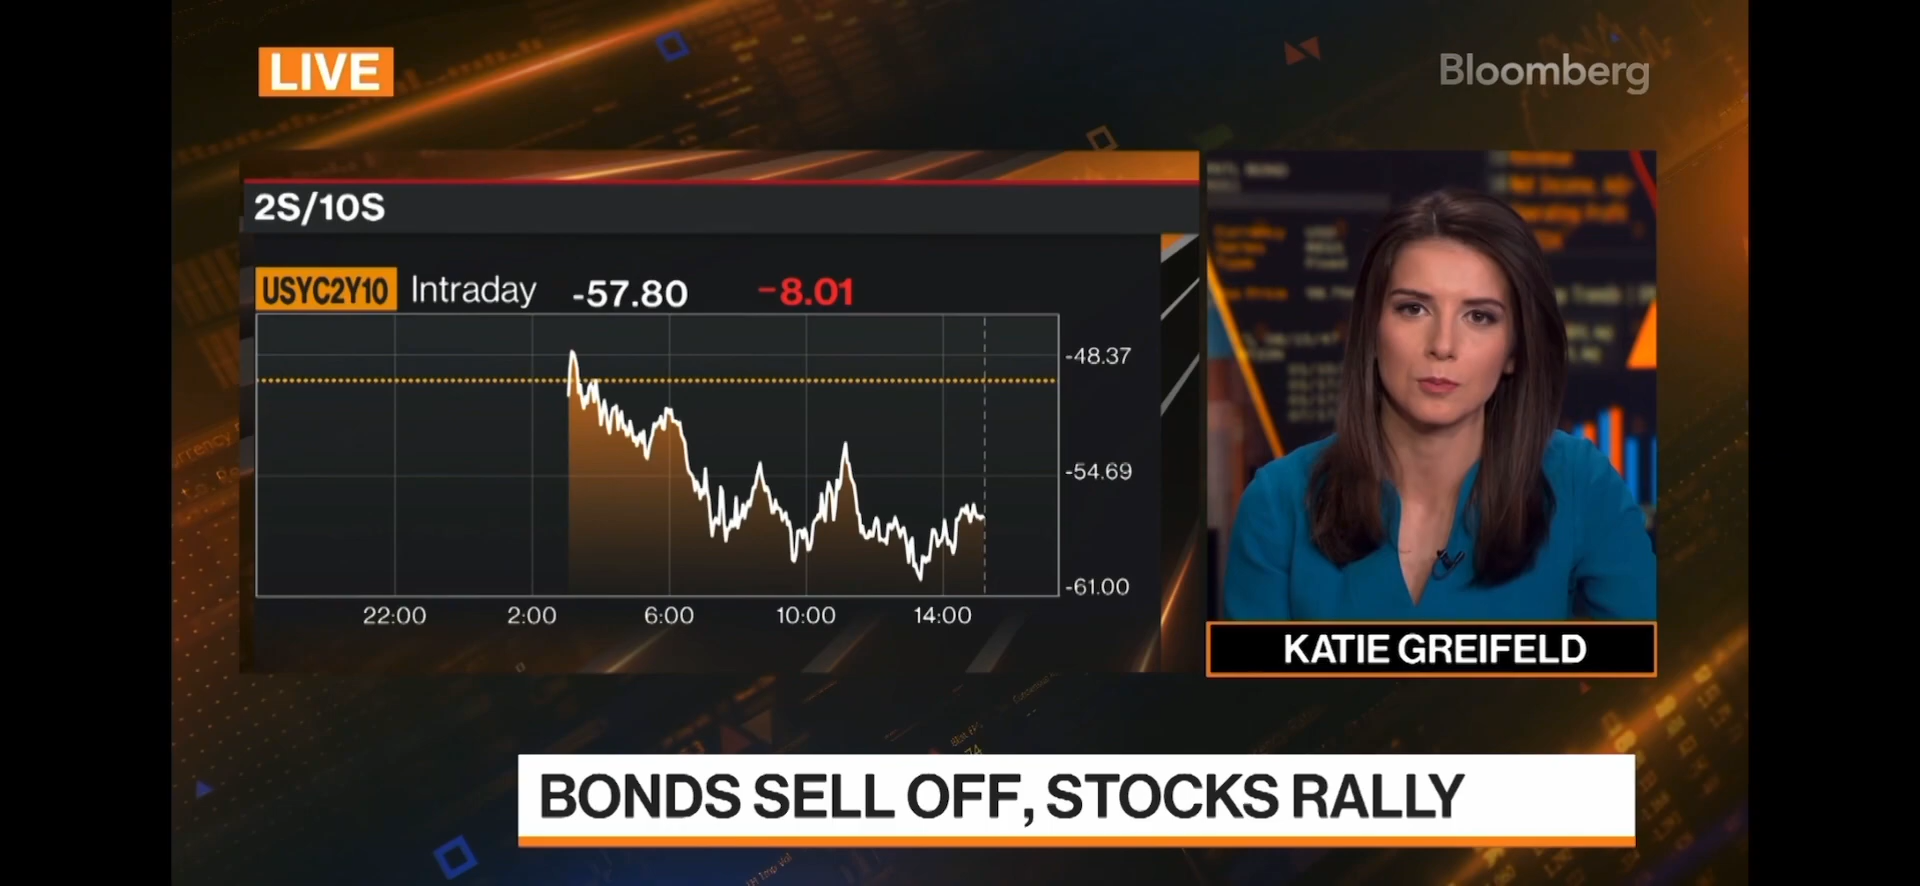 LIVE
Bloomberg
2S/10S
USYC2Y10 Intraday -57.80 -8.01
-48.37
-54.69
-61.00
22:00 2:00 6:00 10:00 14:00
KATIE GREIFELD
BONDS SELL OFF, STOCKS RALLY